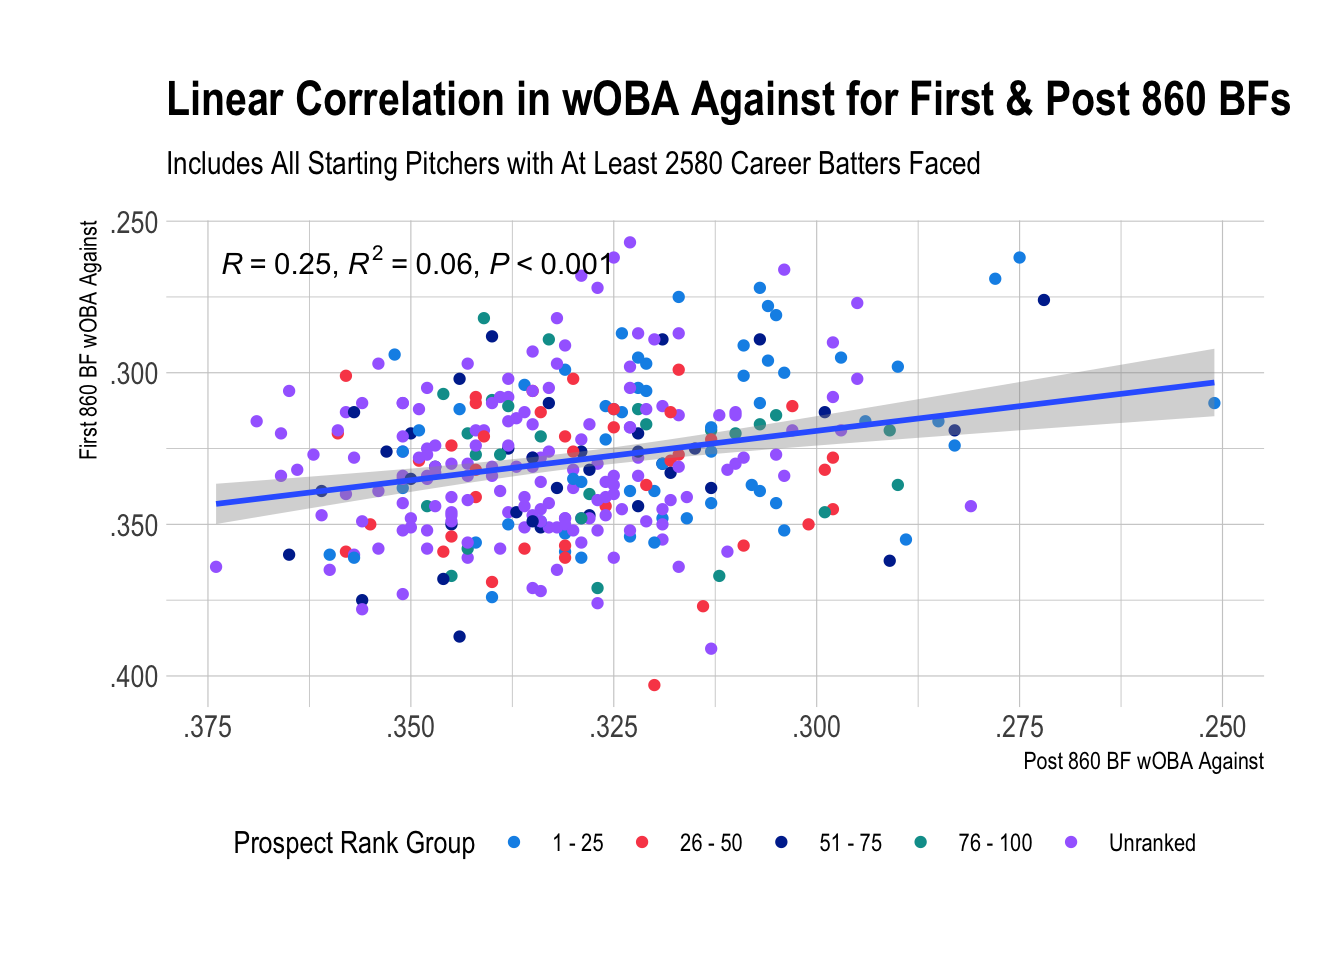 Linear Correlation in wOBA Against for First & Post 860 BFs
Includes All Starting Pitchers with At Least 2580 Career Batters Faced
First 860 BF wOBA Against
.250
.300
.350
.400
R = 0.25, R² = 0.06, P < 0.001
.375 .350 .325 .300 .275 .250
Post 860 BF wOBA Against
Prospect Rank Group 1 - 25 26 - 50 51 - 75 76 - 100 Unranked